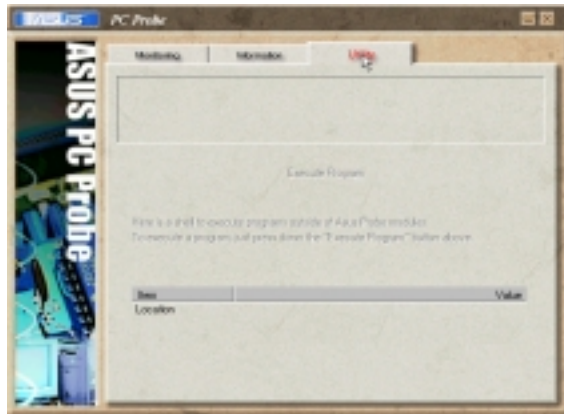 ASUS PC Probe
Monitoring Information Utility
ASUS PC Probe
Execute Program
Here is a shell to execute programs outside of Asus Probe modules
To execute a program just press down the "Execute Program" button above.
Item Value
Location